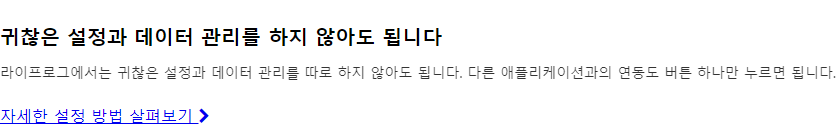 귀찮은 설정과 데이터 관리를 하지 않아도 됩니다
라이프로그에서는 귀찮은 설정과 데이터 관리를 따로 하지 않아도 됩니다. 다른 애플리케이션과의 연동도 버튼 하나만 누르면 됩니다.
자세한 설정 방법 살펴보기